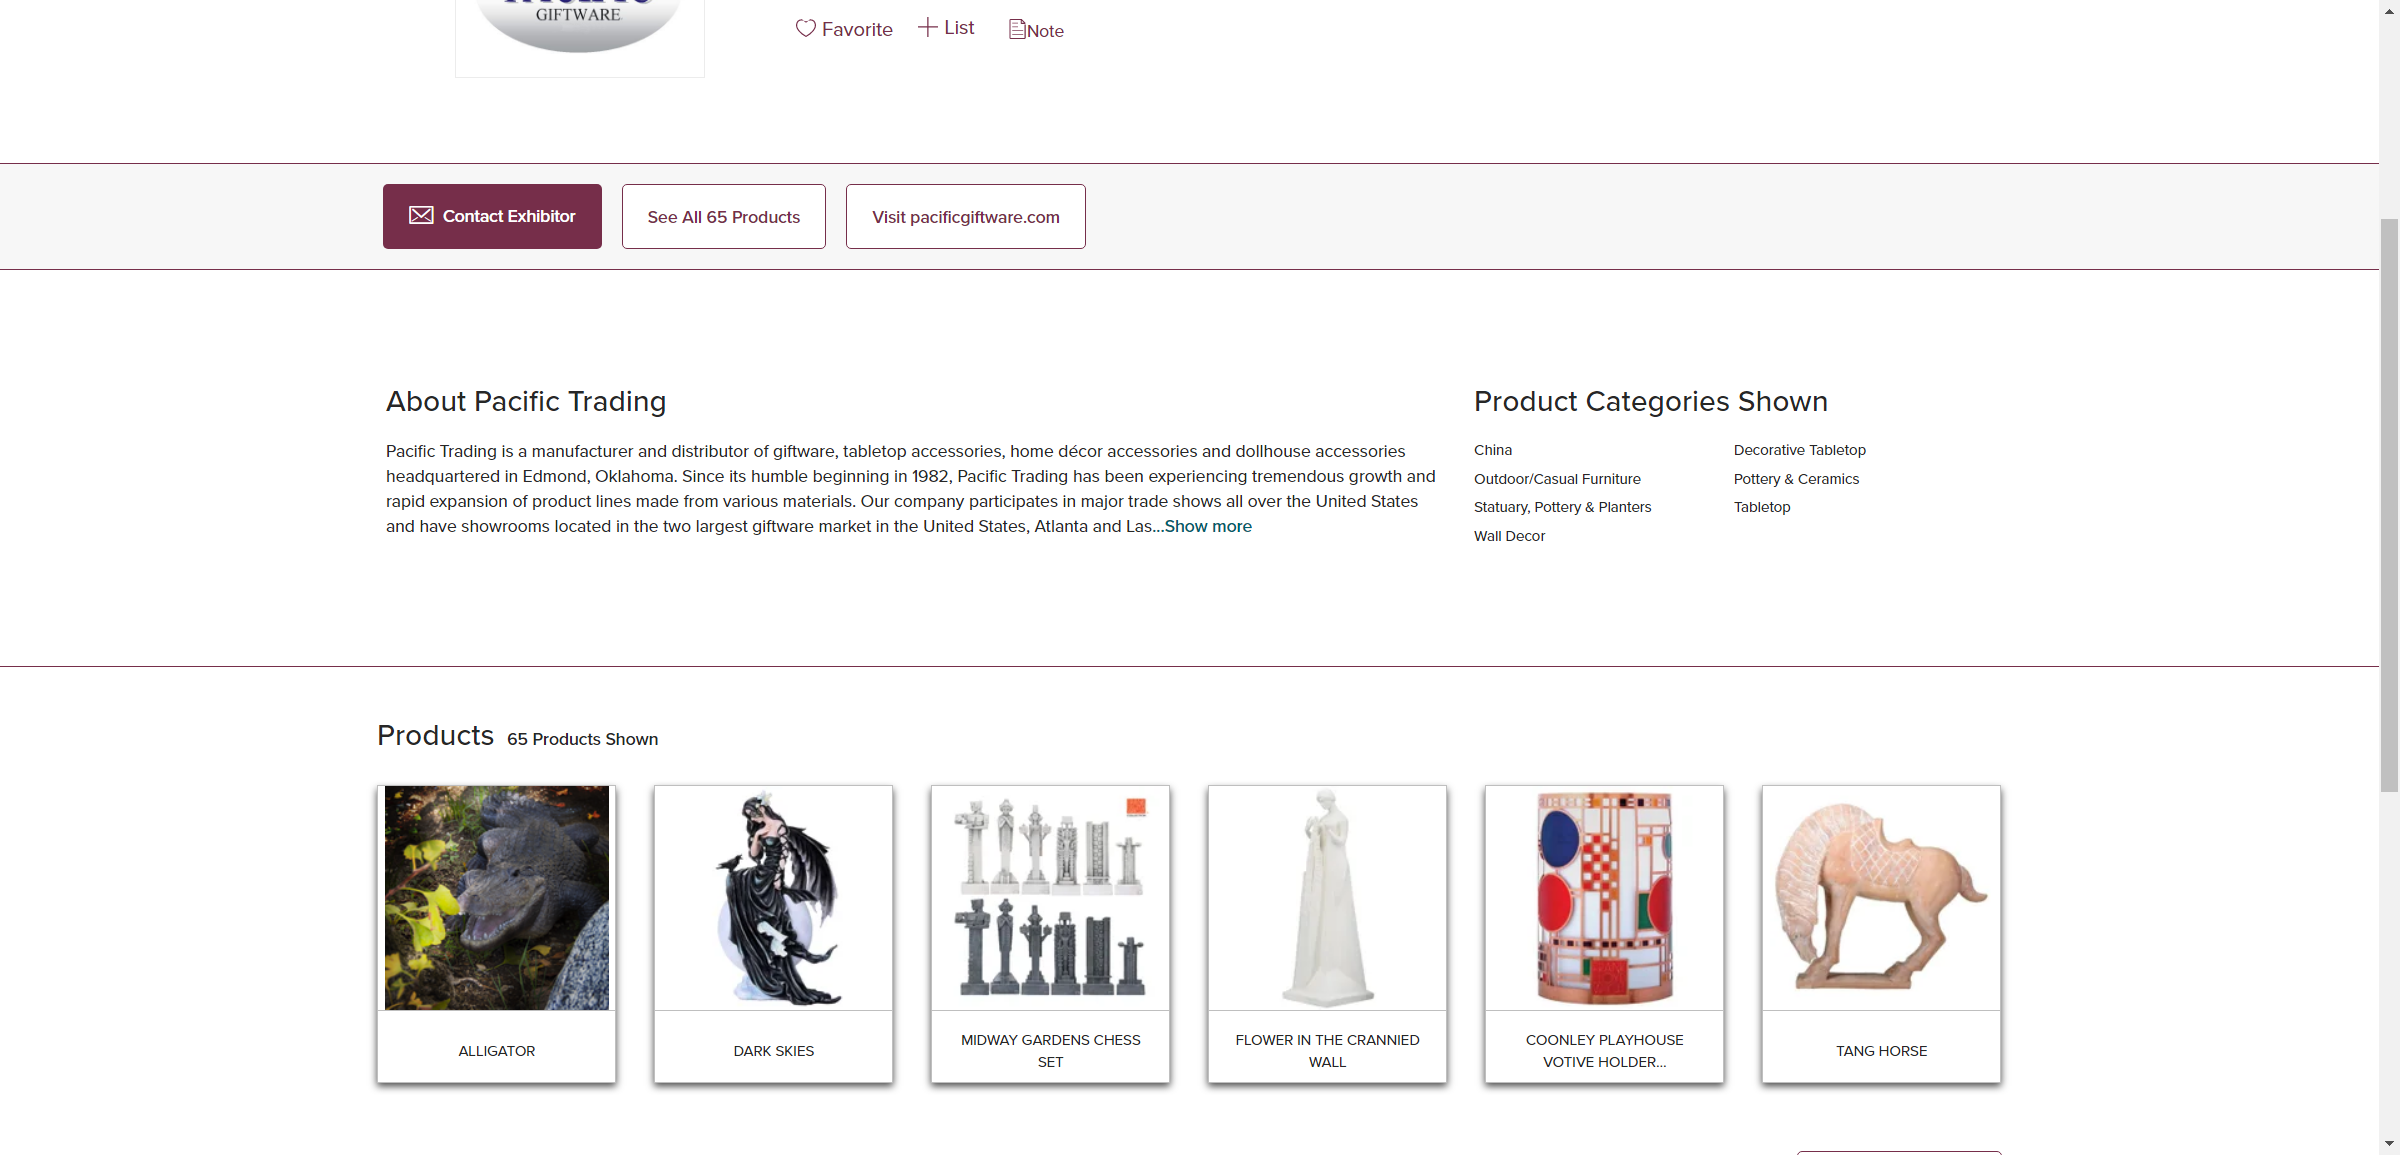 GIFTWARE
Favorite
List
Note
Contact Exhibitor
See All 65 Products
Visit pacificgiftware.com
About Pacific Trading
Pacific Trading is a manufacturer and distributor of giftware, tabletop accessories, home décor accessories and dollhouse accessories
headquartered in Edmond, Oklahoma. Since its humble beginning in 1982, Pacific Trading has been experiencing tremendous growth and
rapid expansion of product lines made from various materials. Our company participates in major trade shows all over the United States
and have showrooms located in the two largest giftware market in the United States, Atlanta and Las...Show more
Product Categories Shown
China
Decorative Tabletop
Outdoor/Casual Furniture
Pottery & Ceramics
Statuary, Pottery & Planters
Tabletop
Wall Decor
Products 65 Products Shown
ALLIGATOR
DARK SKIES
MIDWAY GARDENS CHESS
SET
FLOWER IN THE CRANNIED
WALL
COONLEY PLAYHOUSE
VOTIVE HOLDER...
TANG HORSE